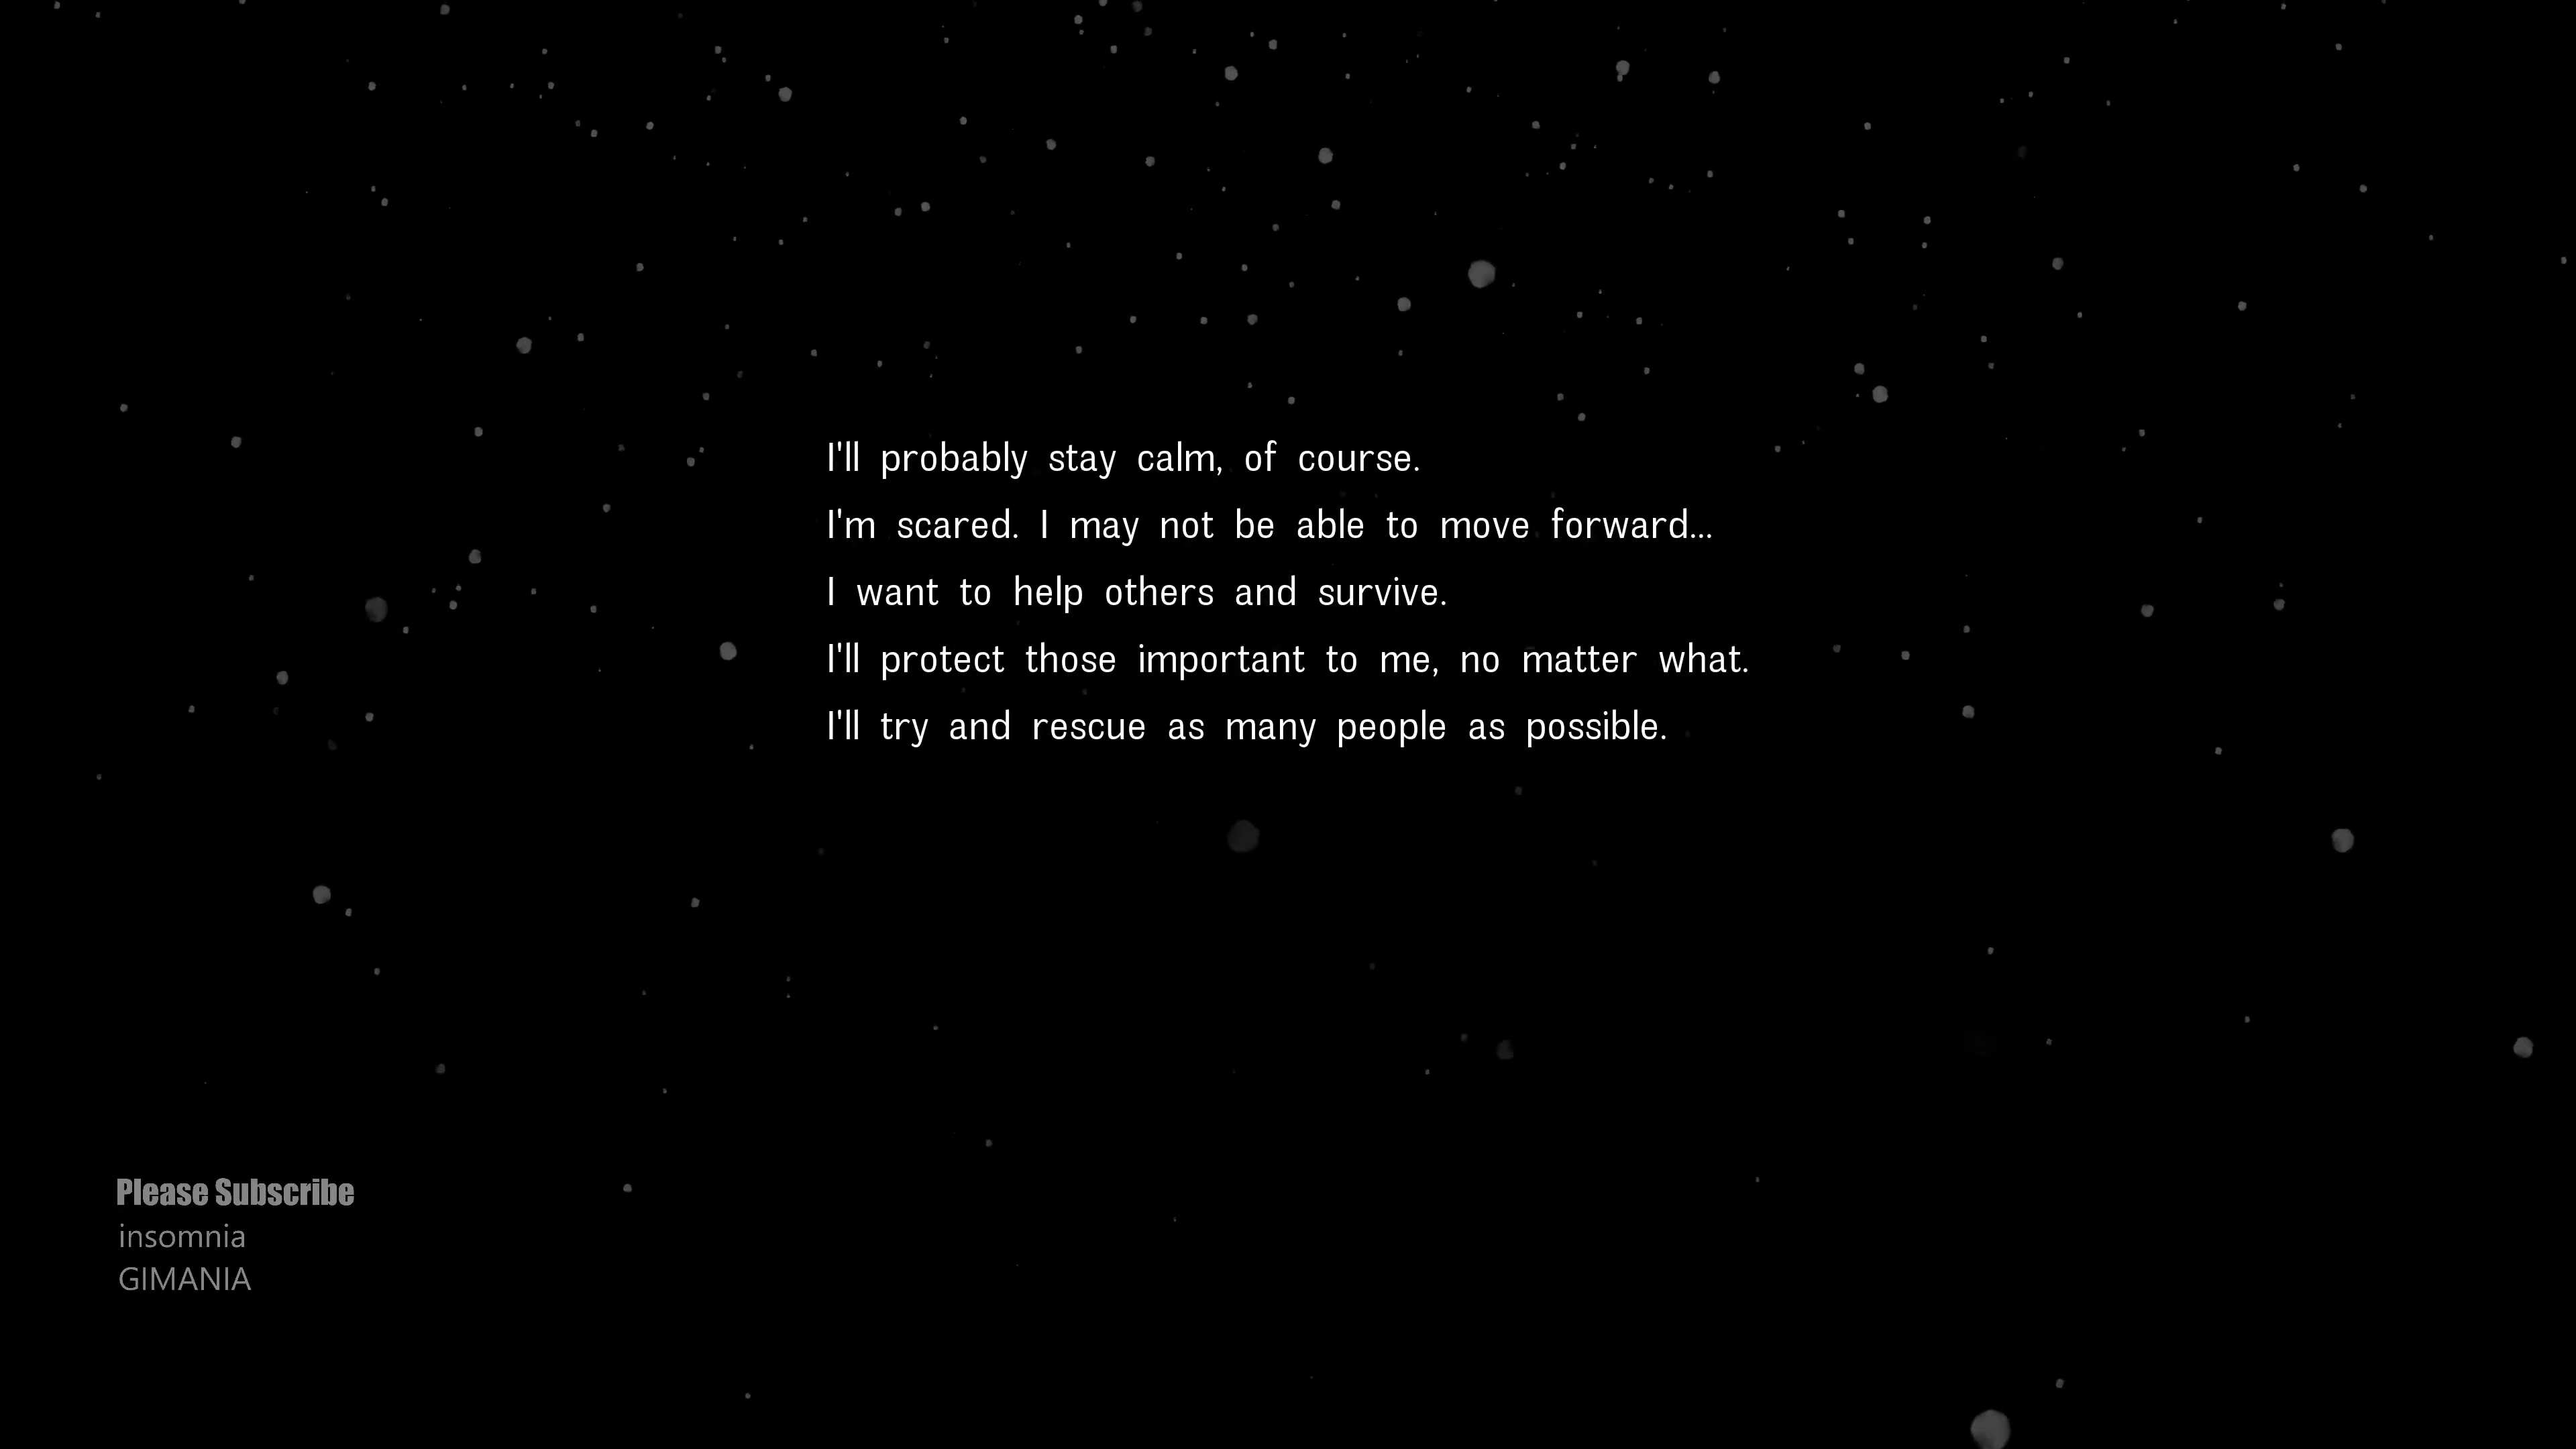 I'll probably stay calm, of course.
I'm scared. I may not be able to move forward...
I want to help others and survive.
I'll protect those important to me, no matter what.
I'll try and rescue as many people as possible.
Please Subscribe
insomnia
GIMANIA